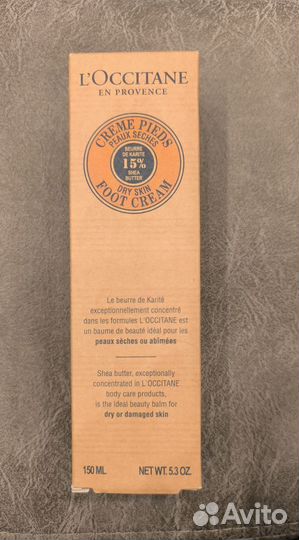 L'OCCITANE
EN PROVENCE
CRÈME PIEDS
PEAUX SÈCHES
BEURRE
DE KARITÉ
15%
SHEA
BUTTER
DRY SKIN
FOOT CREAM
Le beurre de Karité
exceptionnellement concentré
dans les formules L'OCCITANE est
un baume de beauté idéal pour les
peaux sèches ou abîmées
Shea butter, exceptionally
concentrated in L'OCCITANE
body care products,
is the ideal beauty balm for
dry or damaged skin
150 ML NET WT. 5.3 OZ.
Avito